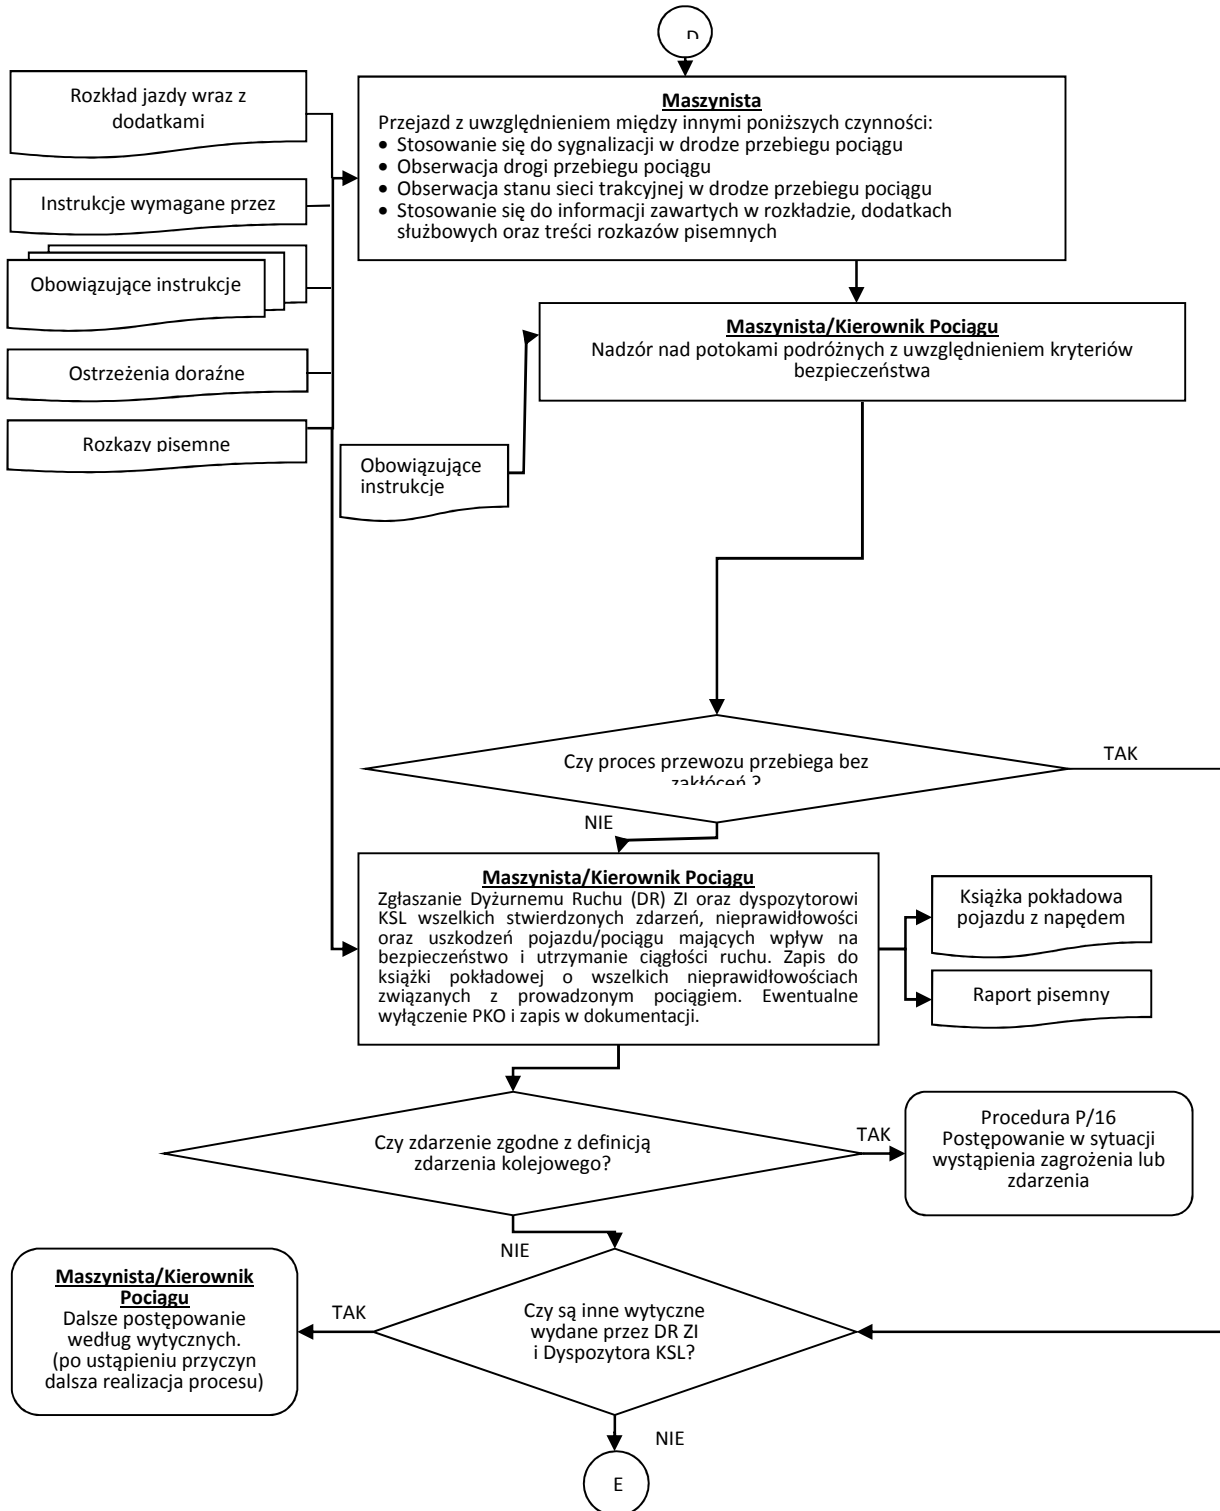 D
Rozkład jazdy wraz z
dodatkami
Instrukcje wymagane przez
Obowiązujące instrukcje
Ostrzeżenia doraźne
Rozkazy pisemne
Maszynista
Przejazd z uwzględnieniem między innymi poniższych czynności:
• Stosowanie się do sygnalizacji w drodze przebiegu pociągu
• Obserwacja drogi przebiegu pociągu
• Obserwacja stanu sieci trakcyjnej w drodze przebiegu pociągu
• Stosowanie się do informacji zawartych w rozkładzie, dodatkach
służbowych oraz treści rozkazów pisemnych
Maszynista/Kierownik Pociągu
Nadzór nad potokami podróżnych z uwzględnieniem kryteriów
bezpieczeństwa
Obowiązujące
instrukcje
Czy proces przewozu przebiega bez
zakłóceń ?
TAK
NIE
Maszynista/Kierownik Pociągu
Zgłaszanie Dyżurnemu Ruchu (DR) ZI oraz dyspozytorowi
KSL wszelkich stwierdzonych zdarzeń, nieprawidłowości
oraz uszkodzeń pojazdu/pociągu mających wpływ na
bezpieczeństwo i utrzymanie ciągłości ruchu. Zapis do
książki pokładowej o wszelkich nieprawidłowościach
związanych z prowadzonym pociągiem. Ewentualne
wyłączenie PKO i zapis w dokumentacji.
Książka pokładowa
pojazdu z napędem
Raport pisemny
Czy zdarzenie zgodne z definicją
zdarzenia kolejowego?
TAK
Procedura P/16
Postępowanie w sytuacji
wystąpienia zagrożenia lub
zdarzenia
NIE
Maszynista/Kierownik
Pociągu
Dalsze postępowanie
według wytycznych.
(po ustąpieniu przyczyn
dalsza realizacja procesu)
TAK
Czy są inne wytyczne
wydane przez DR ZI
i Dyspozytora KSL?
NIE
E